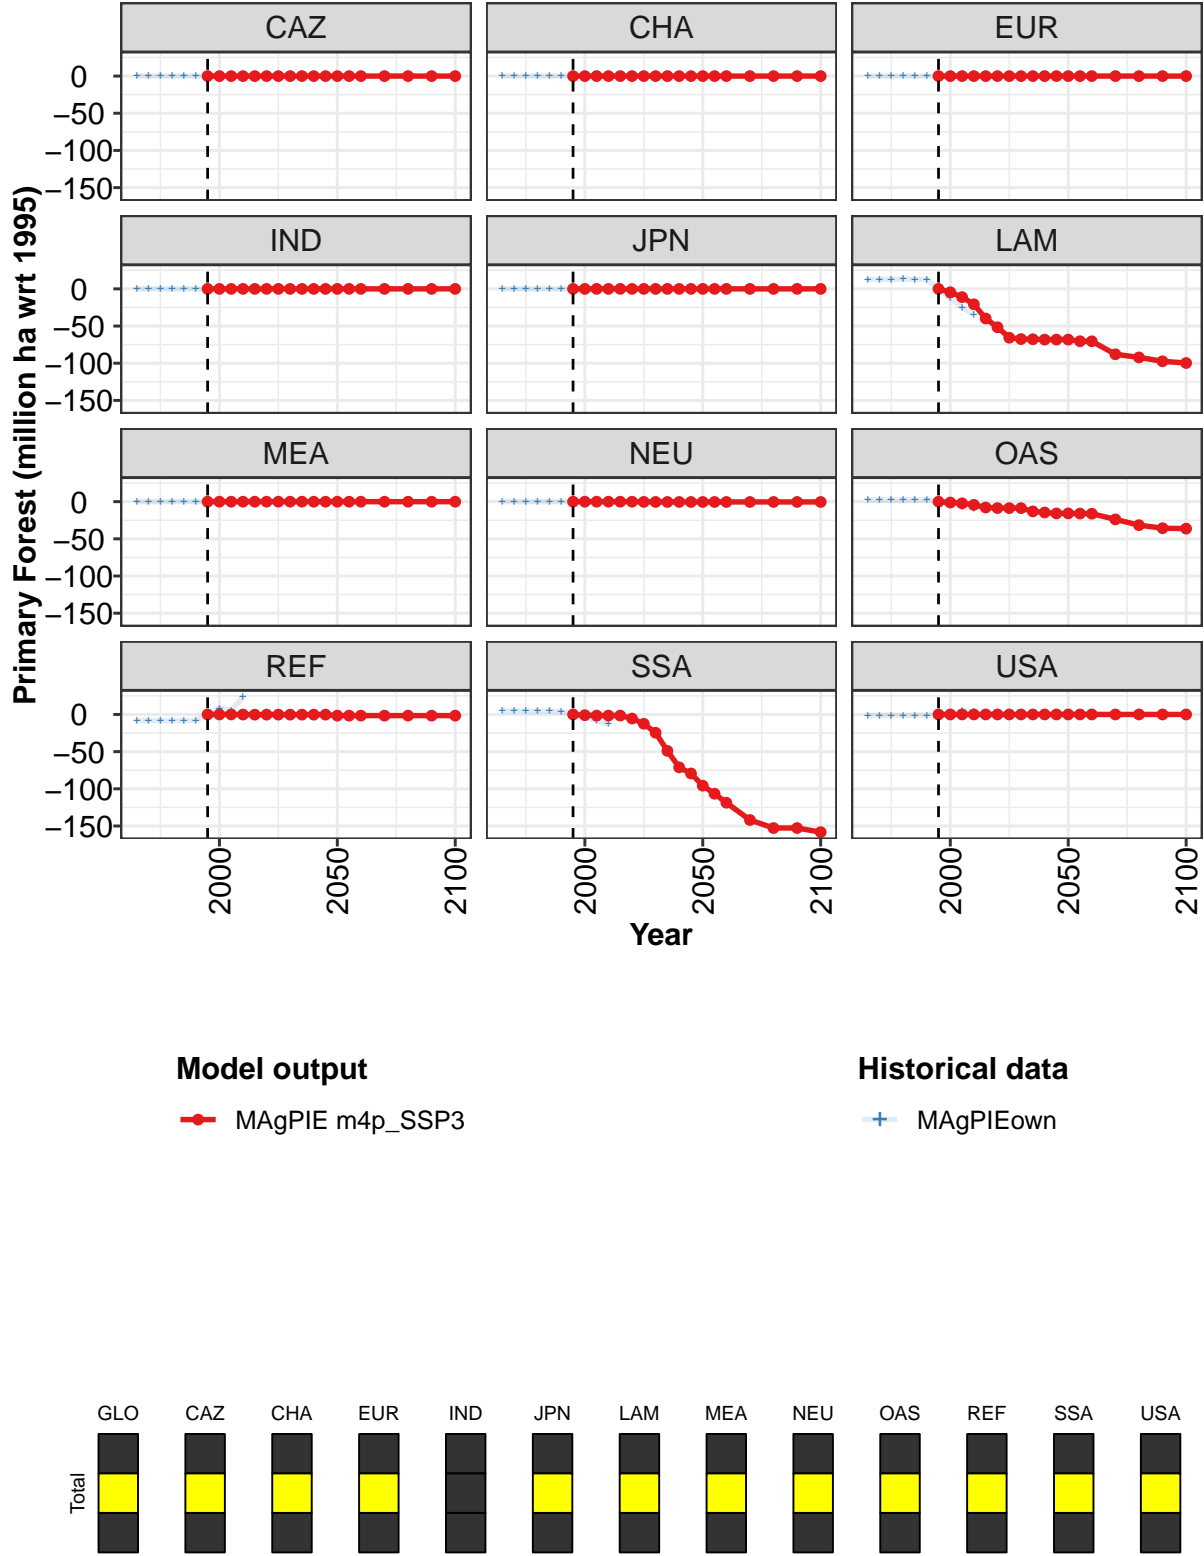 CAZ CHA EUR
0
−50
−100
−150
IND JPN LAM
0
−50
−100
−150
MEA NEU OAS
0
−50
−100
−150
REF SSA USA
0
−50
−100
−150
2000 2050 2100 2000 2050 2100 2000 2050 2100
Year
Primary Forest (million ha wrt 1995)
Model output Historical data
MAgPIE m4p_SSP3 MAgPIEown
GLO CAZ CHA EUR IND JPN LAM MEA NEU OAS REF SSA USA
Total